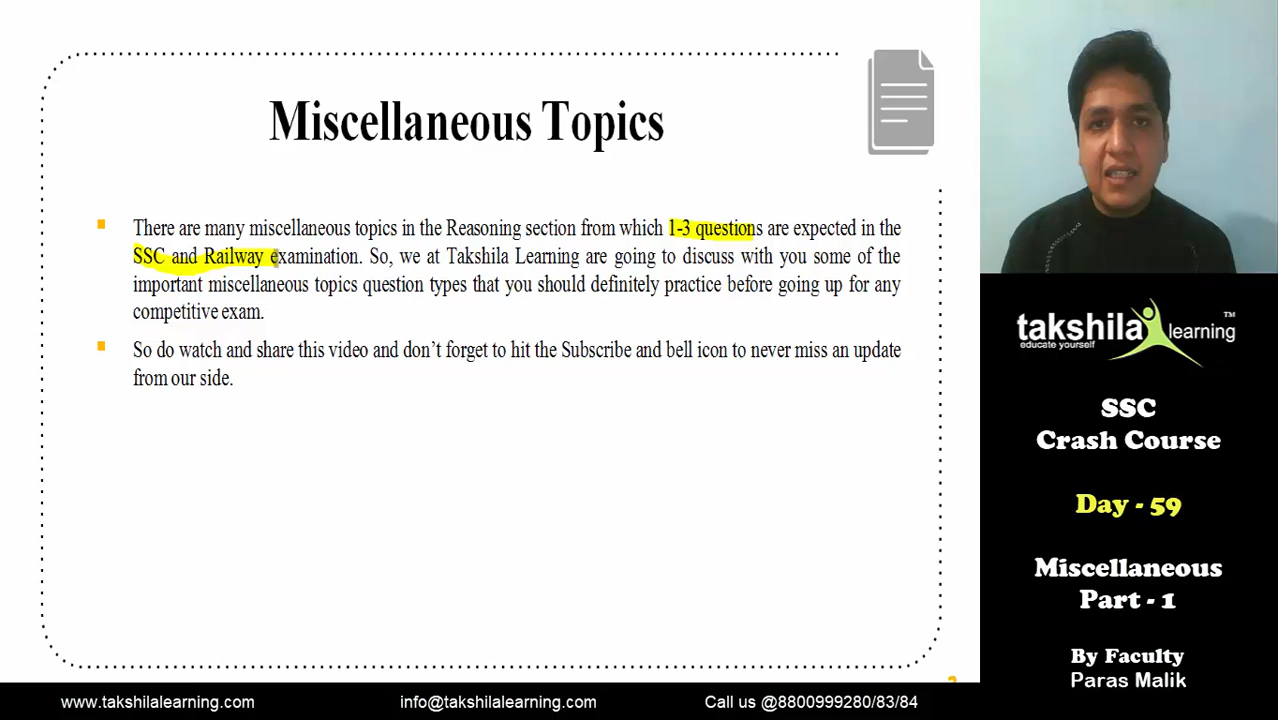 Miscellaneous Topics
There are many miscellaneous topics in the Reasoning section from which 1-3 questions are expected in the
SSC and Railway examination. So, we at Takshila Learning are going to discuss with you some of the
important miscellaneous topics question types that you should definitely practice before going up for any
competitive exam.
So do watch and share this video and don’t forget to hit the Subscribe and bell icon to never miss an update
from our side.
takshila learning TM
educate yourself
SSC
Crash Course
Day - 59
Miscellaneous
Part - 1
By Faculty
Paras Malik
www.takshilalearning.com
info@takshilalearning.com
Call us @8800999280/83/84